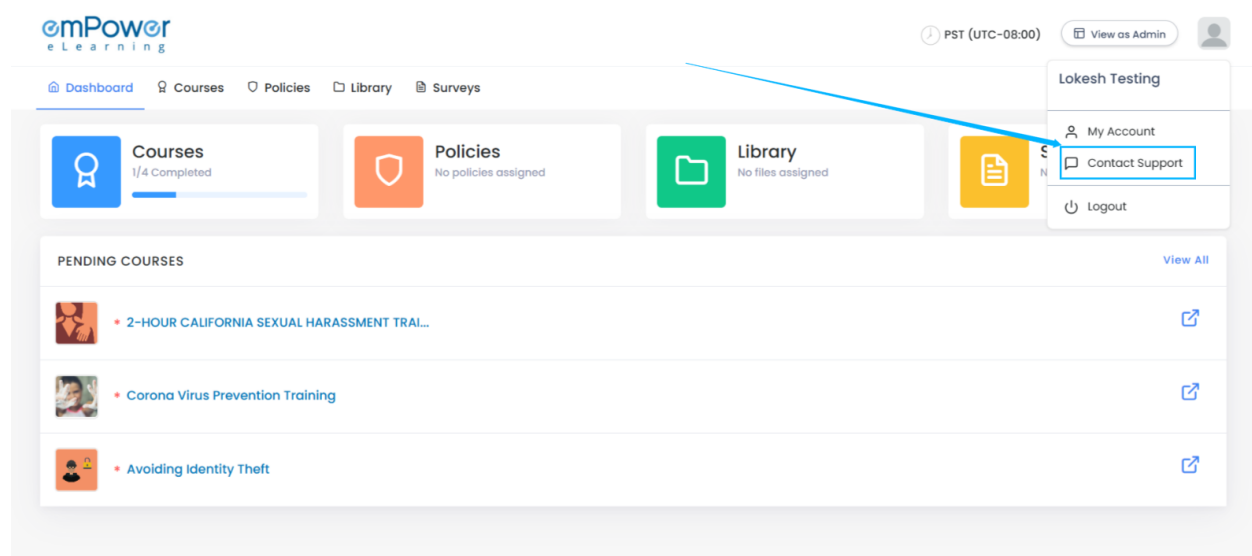 emPower
eLearning
PST (UTC-08:00)
View as Admin
Lokesh Testing
My Account
Contact Support
Logout
Dashboard
Courses
Policies
Library
Surveys
Courses
1/4 Completed
Policies
No policies assigned
Library
No files assigned
PENDING COURSES
View All
* 2-HOUR CALIFORNIA SEXUAL HARASSMENT TRAI...
* Corona Virus Prevention Training
* Avoiding Identity Theft